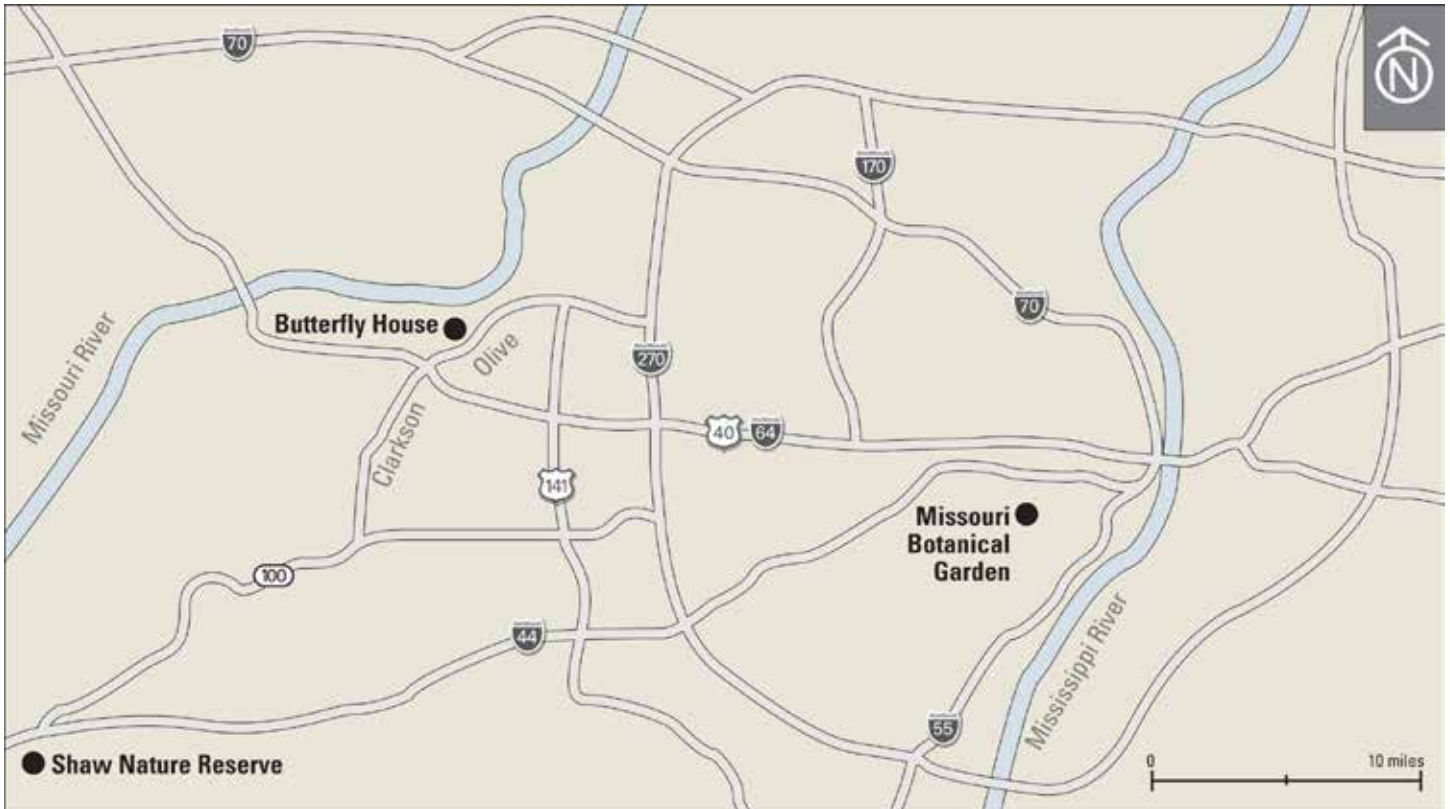 70
N
170
Butterfly House
Olive
270
70
Missouri River
Clarkson
40
64
141
Missouri
Botanical
Garden
100
44
Mississippi River
55
Shaw Nature Reserve
0
10 miles